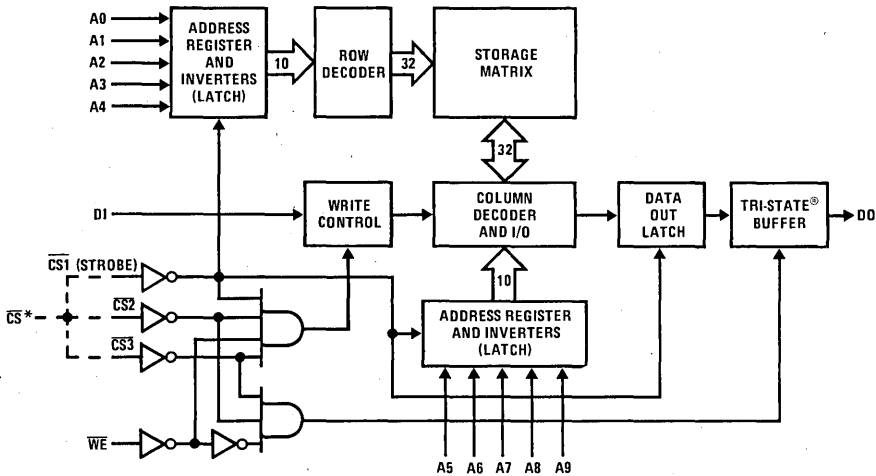 A0
A1
A2
A3
A4
ADDRESS
REGISTER
AND
INVERTERS
(LATCH)
10
ROW
DECODER
32
STORAGE
MATRIX
32
D1
WRITE
CONTROL
COLUMN
DECODER
AND I/O
DATA
OUT
LATCH
TRI-STATE®
BUFFER
DO
CS1 (STROBE)
CS2
CS*
CS3
10
ADDRESS REGISTER
AND INVERTERS
(LATCH)
WE
A5 A6 A7 A8 A9